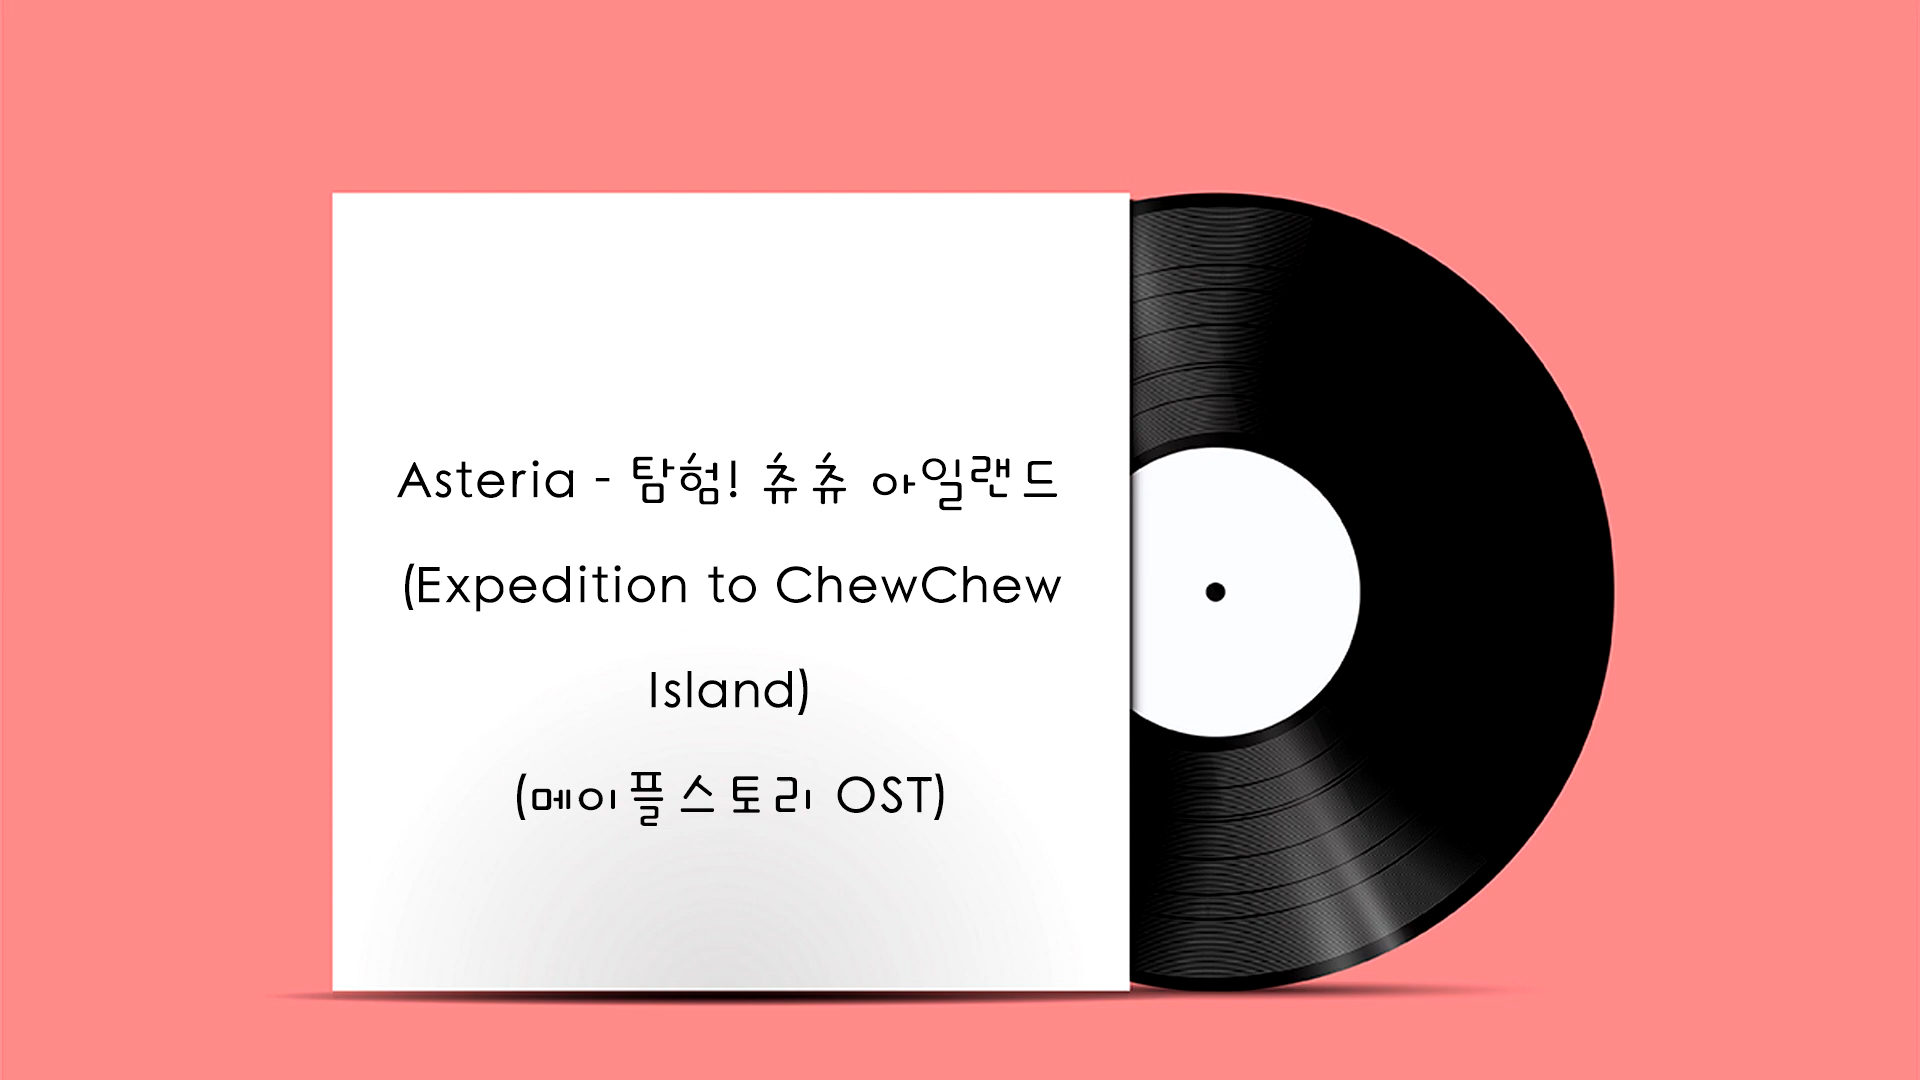 Asteria - 탐험! 츄츄 아일랜드
(Expedition to ChewChew
Island)
(메이플스토리 OST)